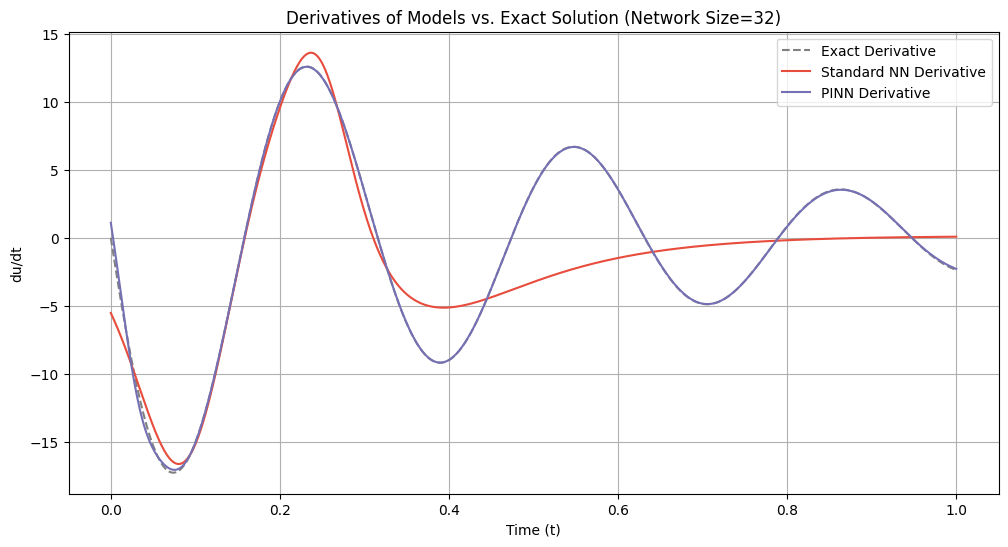 Derivatives of Models vs. Exact Solution (Network Size=32)
Exact Derivative
Standard NN Derivative
PINN Derivative
du/dt
15
10
5
0
−5
−10
−15
0.0 0.2 0.4 0.6 0.8 1.0
Time (t)